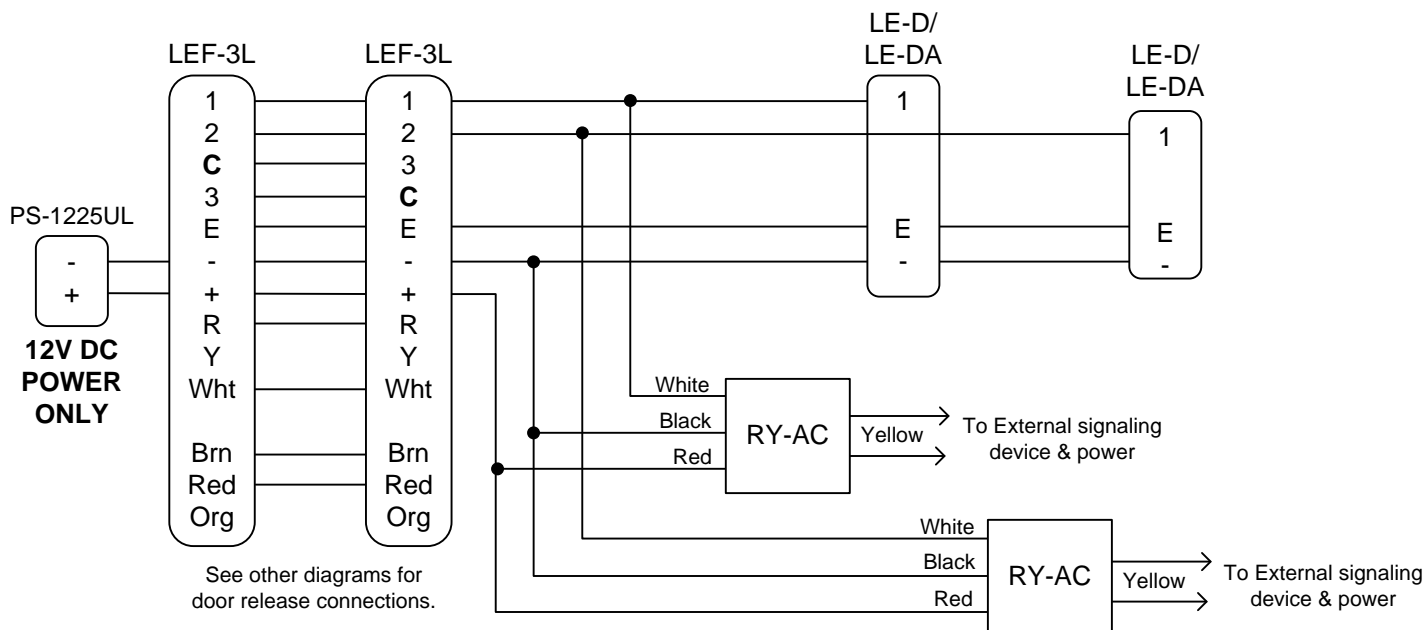 LEF-3L
1
2
C
3
E
-
+
R
Y
Wht
Brn
Red
Org
LEF-3L
1
2
3
C
E
-
+
R
Y
Wht
Brn
Red
Org
LE-D/
LE-DA
1
E
-
LE-D/
LE-DA
1
E
-
PS-1225UL
-
+
12V DC
POWER
ONLY
White
Black
Red
RY-AC
Yellow
To External signaling
device & power
White
Black
Red
RY-AC
Yellow
To External signaling
device & power
See other diagrams for
door release connections.